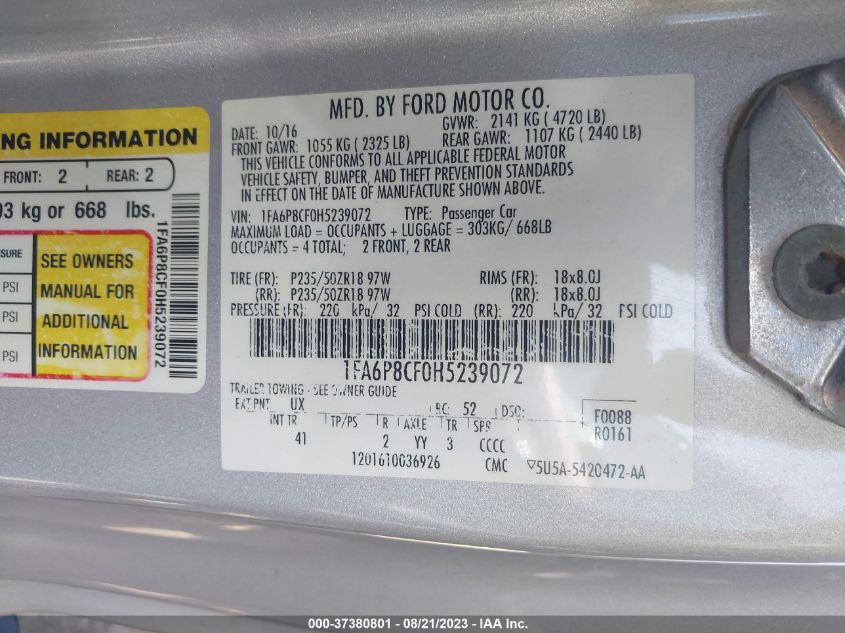 NG INFORMATION
FRONT: 2 REAR: 2
03 kg or 668 lbs.
SURE
PSI
PSI
PSI
SEE OWNERS
MANUAL FOR
ADDITIONAL
INFORMATION
1FA6P8CF0H5239072
MFD. BY FORD MOTOR CO.
DATE: 10/16 GVWR: 2141 KG ( 4720 LB)
FRONT GAWR: 1055 KG ( 2325 LB) REAR GAWR: 1107 KG ( 2440 LB)
THIS VEHICLE CONFORMS TO ALL APPLICABLE FEDERAL MOTOR
VEHICLE SAFETY, BUMPER, AND THEFT PREVENTION STANDARDS
IN EFFECT ON THE DATE OF MANUFACTURE SHOWN ABOVE.
VIN: 1FA6P8CF0H5239072 TYPE: Passenger Car
MAXIMUM LOAD = OCCUPANTS + LUGGAGE = 303KG/ 668LB
OCCUPANTS = 4 TOTAL; 2 FRONT, 2 REAR
TIRE (FR): P235/50ZR18 97W RIMS (FR): 18x8.0J
(RR): P235/50ZR18 97W (RR): 18x8.0J
PRESSURE (FR): 220 kPa/ 32 PSI COLD (RR): 220 kPa/ 32 PSI COLD
1FA6P8CF0H5239072
TRAILER TOWING - SEE OWNER GUIDE
EXT PNT: UX RC: 52 DSO: F0088
INT TR TP/PS R AXLE TR SPR R0161
41 2 YY 3 CCCC
1201610036926 CMC ▽5U5A-5420472-AA
000-37380801 - 08/21/2023 - IAA Inc.